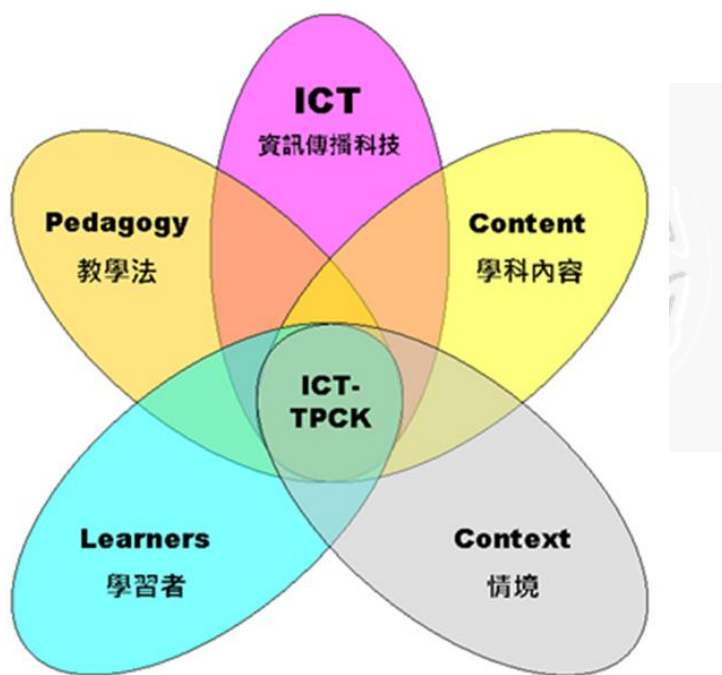 ICT
資訊傳播科技
Pedagogy
教學法
Content
學科內容
ICT-
TPCK
Learners
學習者
Context
情境